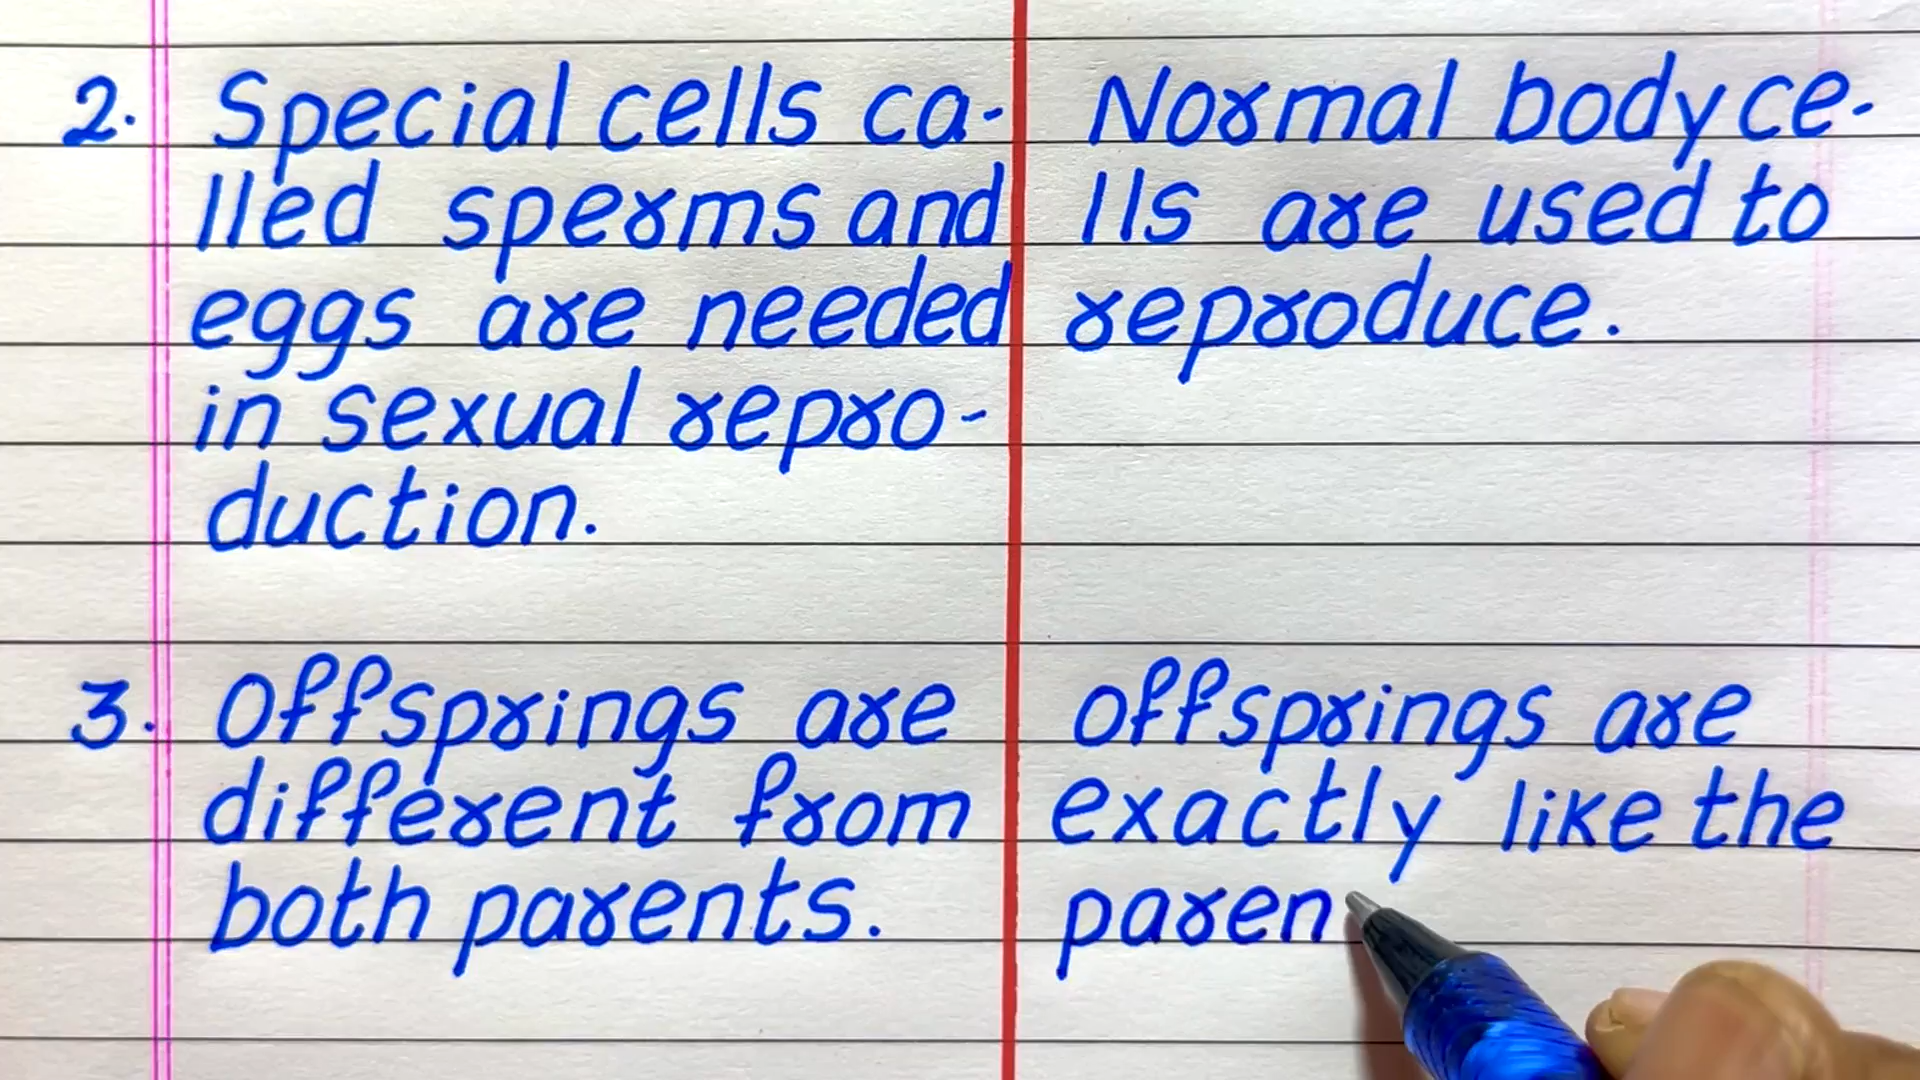 2. Special cells ca-
lled sperms and
eggs are needed
in sexual repro-
duction.
Normal body ce-
lls are used to
reproduce.
3. Offsprings are
different from
both parents.
offsprings are
exactly like the
paren